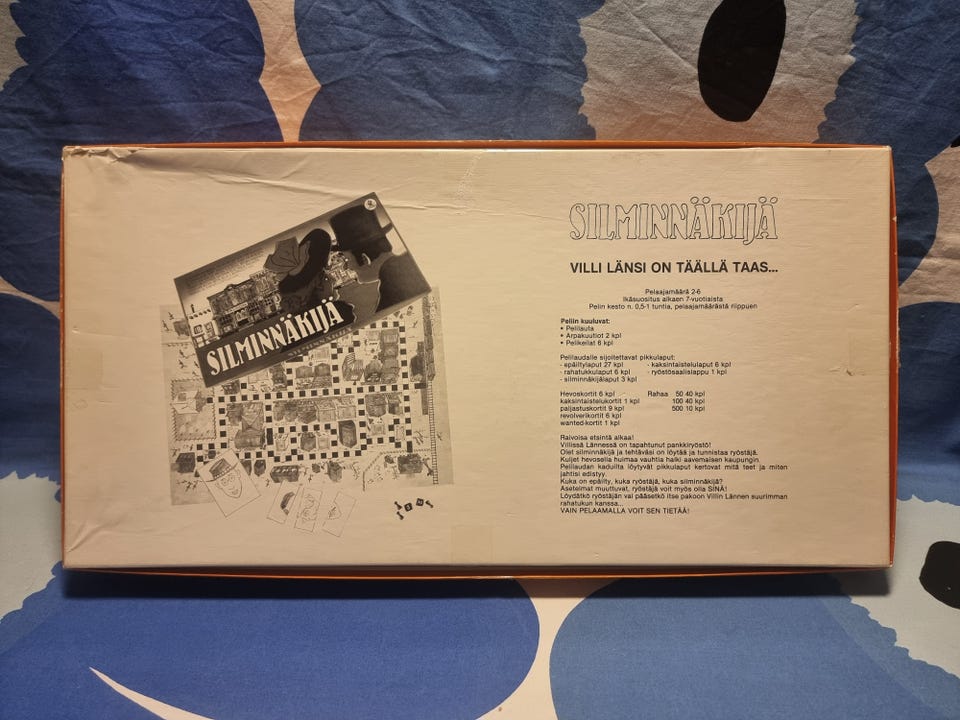 SILMINNÄKIJÄ
SILMINNÄKIJÄ
VILLI LÄNSI ON TÄÄLLÄ TAAS...
Pelaajamäärä 2-6
Ikäsuositus alkaen 7-vuotiaista
Pelin kesto n. 0,5-1 tuntia, pelaajamäärästä riippuen
Peliin kuuluvat:
• Pelilauta
• Arpakuutiot 2 kpl
• Pelikeilat 6 kpl
Pelilaudalle sijoitettavat pikkulaput:
- epäiltylaput 27 kpl - kaksintaistelulaput 6 kpl
- rahatukkulaput 6 kpl - ryöstösaalislappu 1 kpl
- silminnäkijälaput 3 kpl
Hevoskortit 6 kpl Rahaa 50 40 kpl
kaksintaistelukortit 1 kpl 100 40 kpl
paljastuskortit 9 kpl 500 10 kpl
revolverikortit 6 kpl
wanted-kortit 1 kpl
Raivoisa etsintä alkaa!
Villissä Lännessä on tapahtunut pankkiryöstö!
Olet silminnäkijä ja tehtäväsi on löytää ja tunnistaa ryöstäjä.
Kuljet hevosella huimaa vauhtia halki aavemaisen kaupungin.
Pelilaudan kaduilta löytyvät pikkulaput kertovat mitä teet ja miten
jahtisi edistyy.
Kuka on epäilty, kuka ryöstäjä, kuka silminnäkijä?
Asetelmat muuttuvat, ryöstäjä voit myös olla SINÄ!
Löydätkö ryöstäjän vai pääsetkö itse pakoon Villin Lännen suurimman
rahatukun kanssa...
VAIN PELAAMALLA VOIT SEN TIETÄÄ!